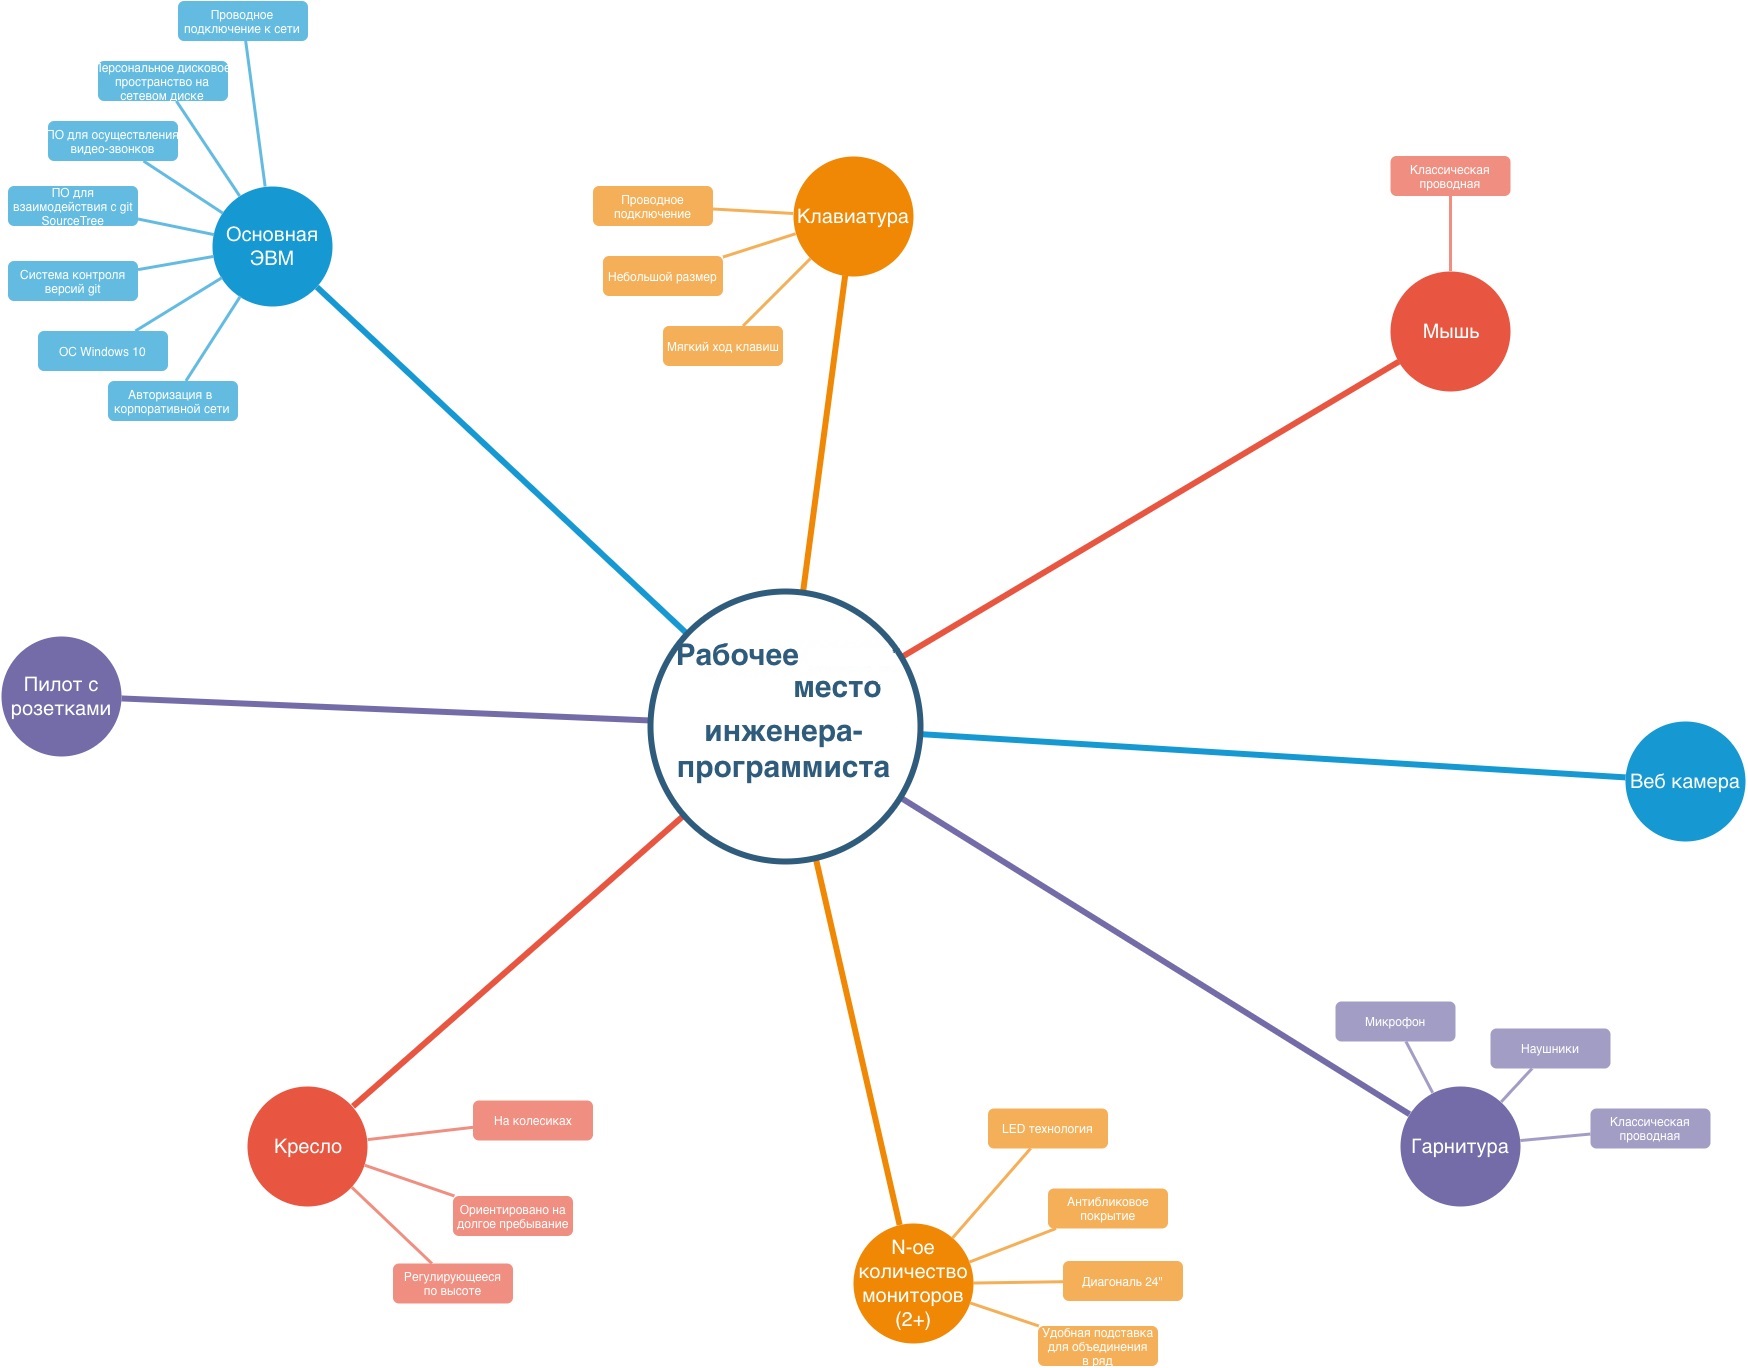 Проводное
подключение к сети
Персональное дисковое
пространство на
сетевом диске
ПО для осуществления
видео-звонков
ПО для
взаимодействия с git
SourceTree
Система контроля
версий git
ОС Windows 10
Авторизация в
корпоративной сети
Основная
ЭВМ
Проводное
подключение
Небольшой размер
Мягкий ход клавиш
Клавиатура
Классическая
проводная
Мышь
Рабочее
место
инженера-
программиста
Пилот с
розетками
Веб камера
Кресло
На колесиках
Ориентировано на
долгое пребывание
Регулирующееся
по высоте
N-ое
количество
мониторов
(2+)
LED технология
Антибликовое
покрытие
Диагональ 24"
Удобная подставка
для объединения
в ряд
Микрофон
Наушники
Классическая
проводная
Гарнитура